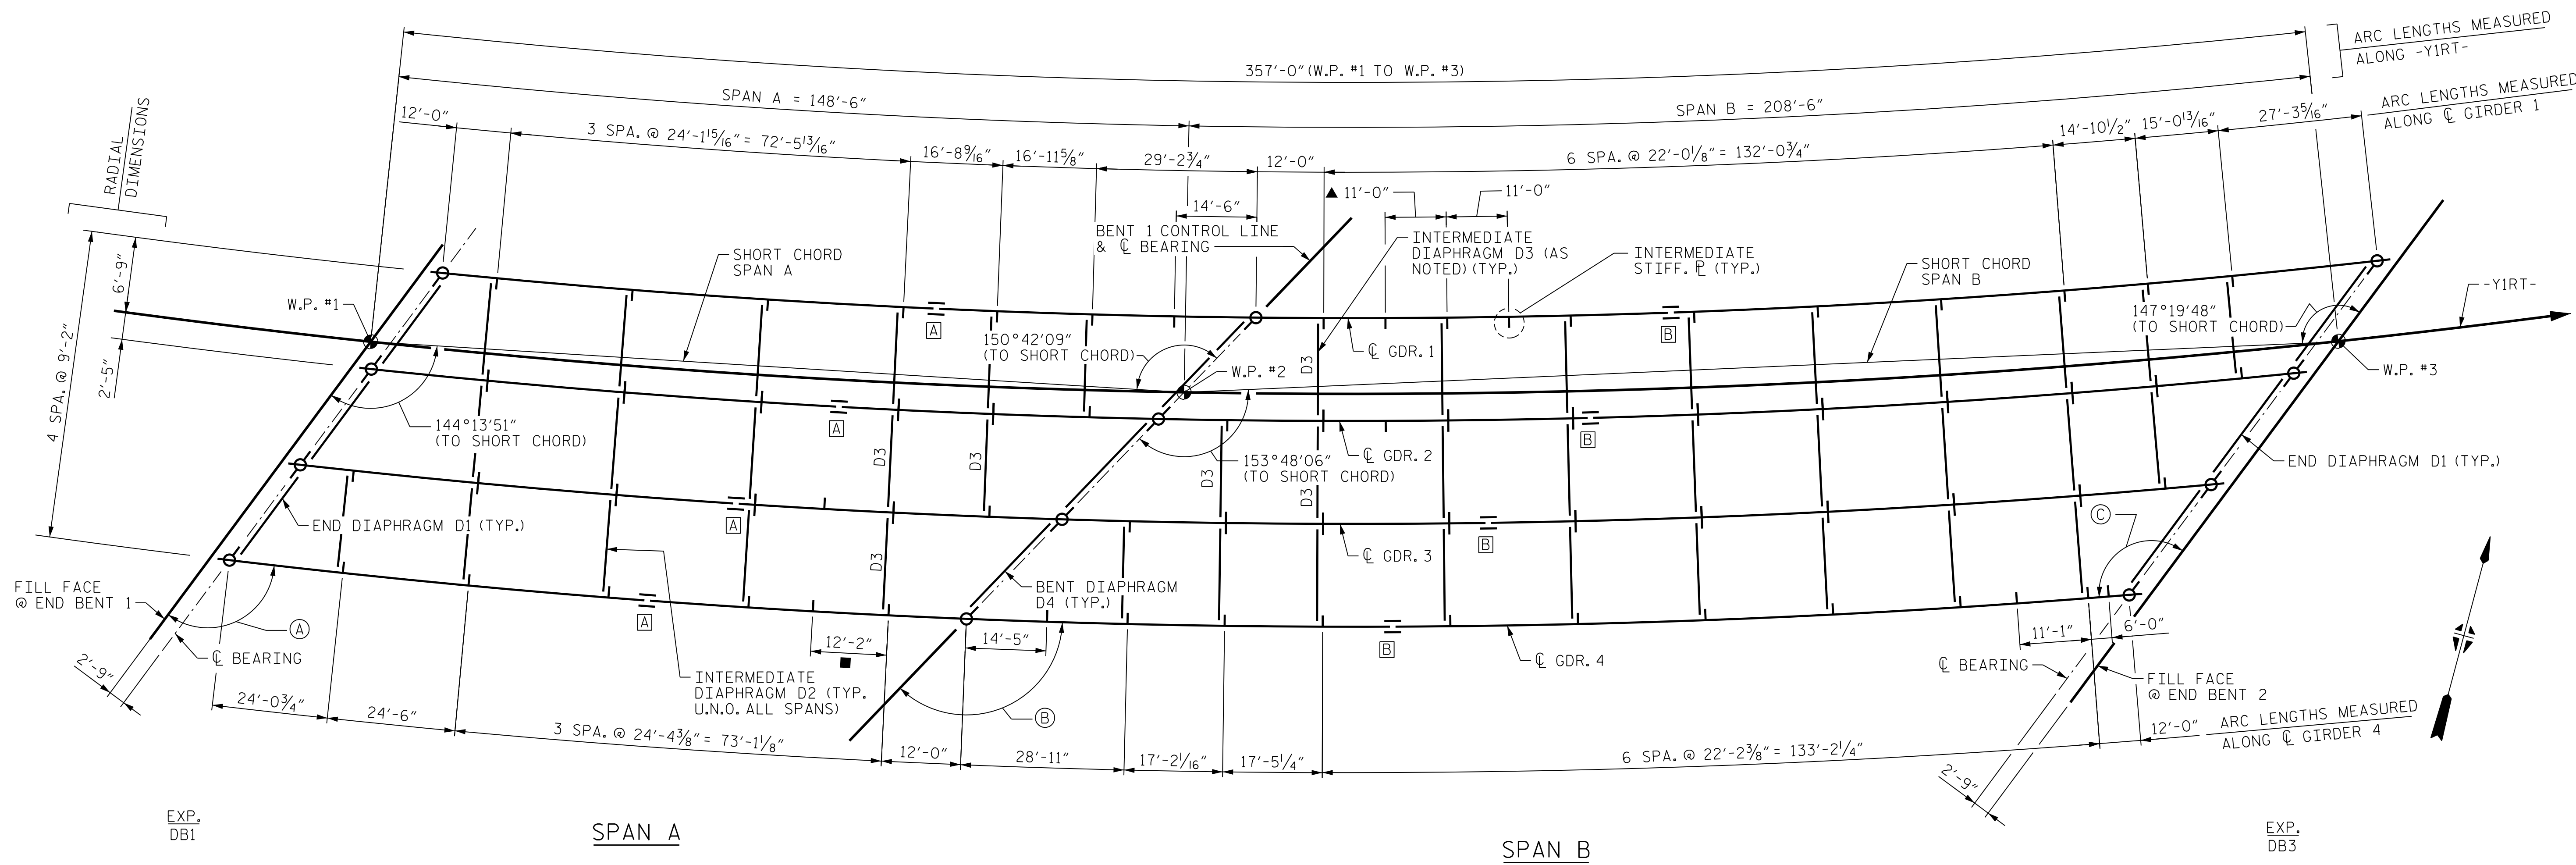 ARC LENGTHS MEASURED
ALONG -Y1RT-
357'-0" (W.P. #1 TO W.P. #3)
SPAN A = 148'-6"
SPAN B = 208'-6"
ARC LENGTHS MEASURED
ALONG ℄ GIRDER 1
RADIAL
DIMENSIONS
12'-0"
3 SPA. @ 24'-1 15/16" = 72'-5 13/16"
16'-8 9/16"
16'-11 5/8"
29'-2 3/4"
12'-0"
6 SPA. @ 22'-0 1/8" = 132'-0 3/4"
14'-10 1/2"
15'-0 13/16"
27'-3 5/16"
▲ 11'-0"
11'-0"
14'-6"
BENT 1 CONTROL LINE
& ℄ BEARING
INTERMEDIATE
DIAPHRAGM D3 (AS
NOTED) (TYP.)
INTERMEDIATE
STIFF. PL (TYP.)
SHORT CHORD
SPAN A
SHORT CHORD
SPAN B
-Y1RT-
6'-9"
2'-5"
4 SPA. @ 9'-2"
W.P. #1
144°13'51"
(TO SHORT CHORD)
150°42'09"
(TO SHORT CHORD)
W.P. #2
153°48'06"
(TO SHORT CHORD)
147°19'48"
(TO SHORT CHORD)
W.P. #3
A
B
℄ GDR. 1
D3
A
B
℄ GDR. 2
D3
D3
D3
D3
END DIAPHRAGM D1 (TYP.)
END DIAPHRAGM D1 (TYP.)
A
B
℄ GDR. 3
D3
C
FILL FACE
@ END BENT 1
A
℄ BEARING
2'-9"
A
BENT DIAPHRAGM
D4 (TYP.)
12'-2"
■
14'-5"
B
B
℄ GDR. 4
11'-1"
6'-0"
℄ BEARING
FILL FACE
@ END BENT 2
INTERMEDIATE
DIAPHRAGM D2 (TYP.
U.N.O. ALL SPANS)
24'-0 3/4"
24'-6"
3 SPA. @ 24'-4 3/8" = 73'-1 1/8"
12'-0"
28'-11"
17'-2 1/16"
17'-5 1/4"
6 SPA. @ 22'-2 3/8" = 133'-2 1/4"
12'-0"
ARC LENGTHS MEASURED
ALONG ℄ GIRDER 4
2'-9"
EXP.
DB1
SPAN A
SPAN B
EXP.
DB3